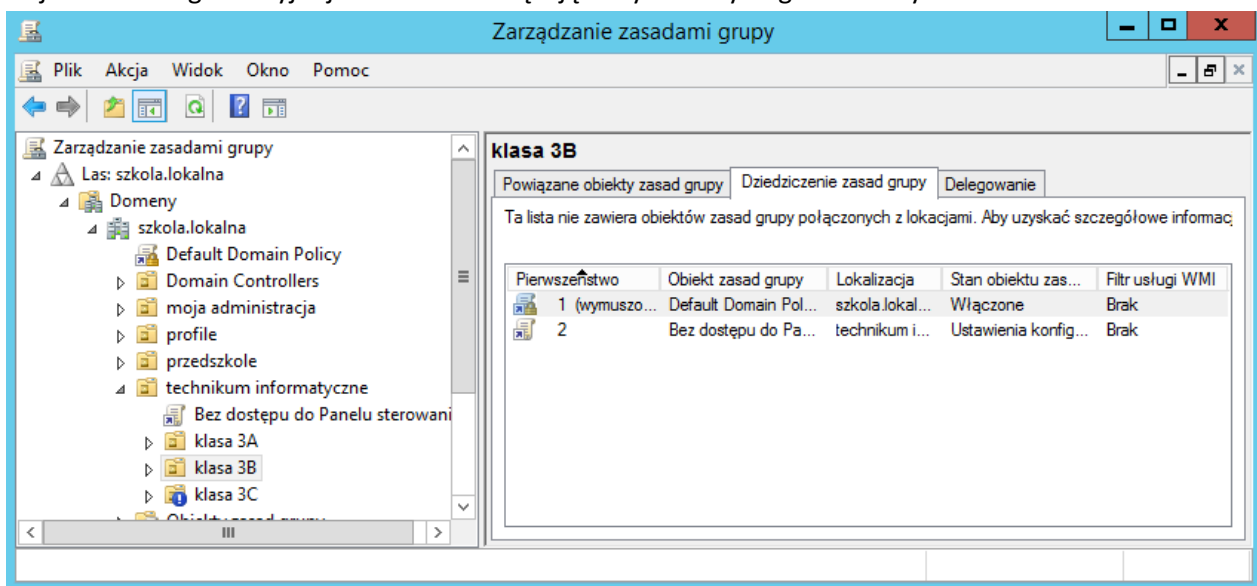 Zarządzanie zasadami grupy
Plik Akcja Widok Okno Pomoc
Zarządzanie zasadami grupy
Las: szkola.lokalna
Domeny
szkola.lokalna
Default Domain Policy
Domain Controllers
moja administracja
profile
przedszkole
technikum informatyczne
Bez dostępu do Panelu sterowani
klasa 3A
klasa 3B
klasa 3C
klasa 3B
Powiązane obiekty zasad grupy Dziedziczenie zasad grupy Delegowanie
Ta lista nie zawiera obiektów zasad grupy połączonych z lokacjami. Aby uzyskać szczegółowe informac
Pierwszeństwo Obiekt zasad grupy Lokalizacja Stan obiektu zas... Filtr usługi WMI
1 (wymuszo... Default Domain Pol... szkola.lokal... Włączone Brak
2 Bez dostępu do Pa... technikum i... Ustawienia konfig... Brak